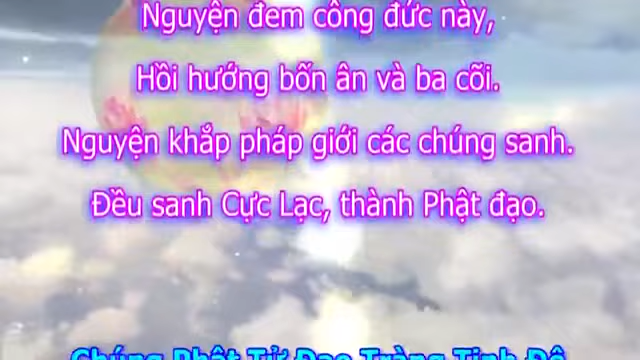 Nguyện đem công đức này,
Hồi hướng bốn ân và ba cõi.
Nguyện khắp pháp giới các chúng sanh.
Đều sanh Cực Lạc, thành Phật đạo.
Chúng Phật Tử Đạo Tràng Tịnh Độ